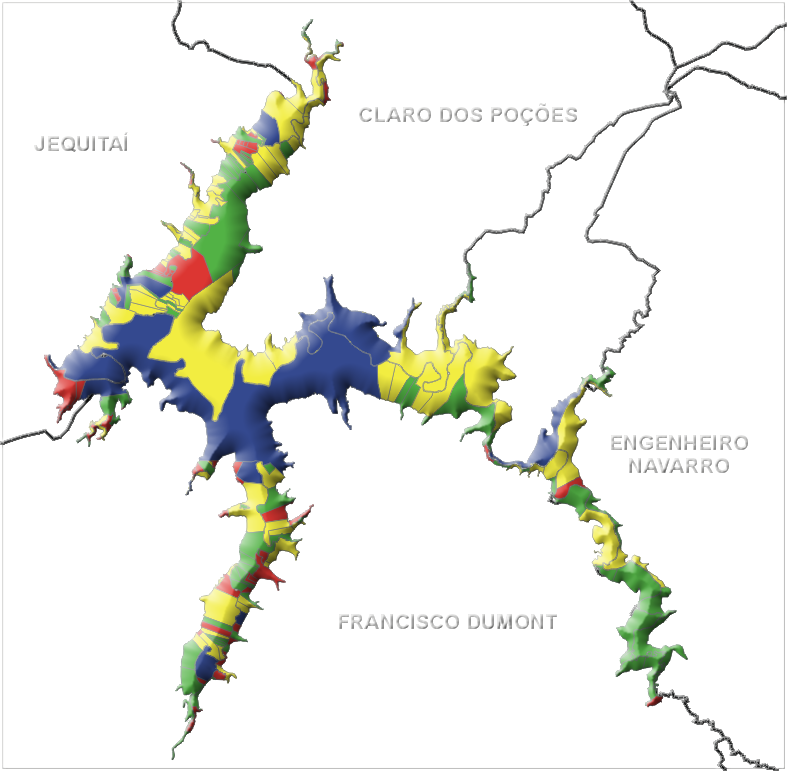 CLARO DOS POÇÕES
JEQUITAÍ
ENGENHEIRO
NAVARRO
FRANCISCO DUMONT